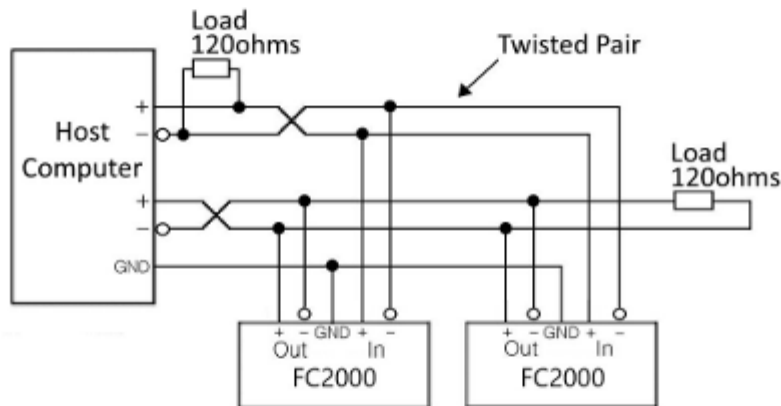 Load
120ohms
Twisted Pair
Host
Computer
+
−
+
−
GND
Load
120ohms
+ − GND + −
Out In
FC2000
+ − GND + −
Out In
FC2000